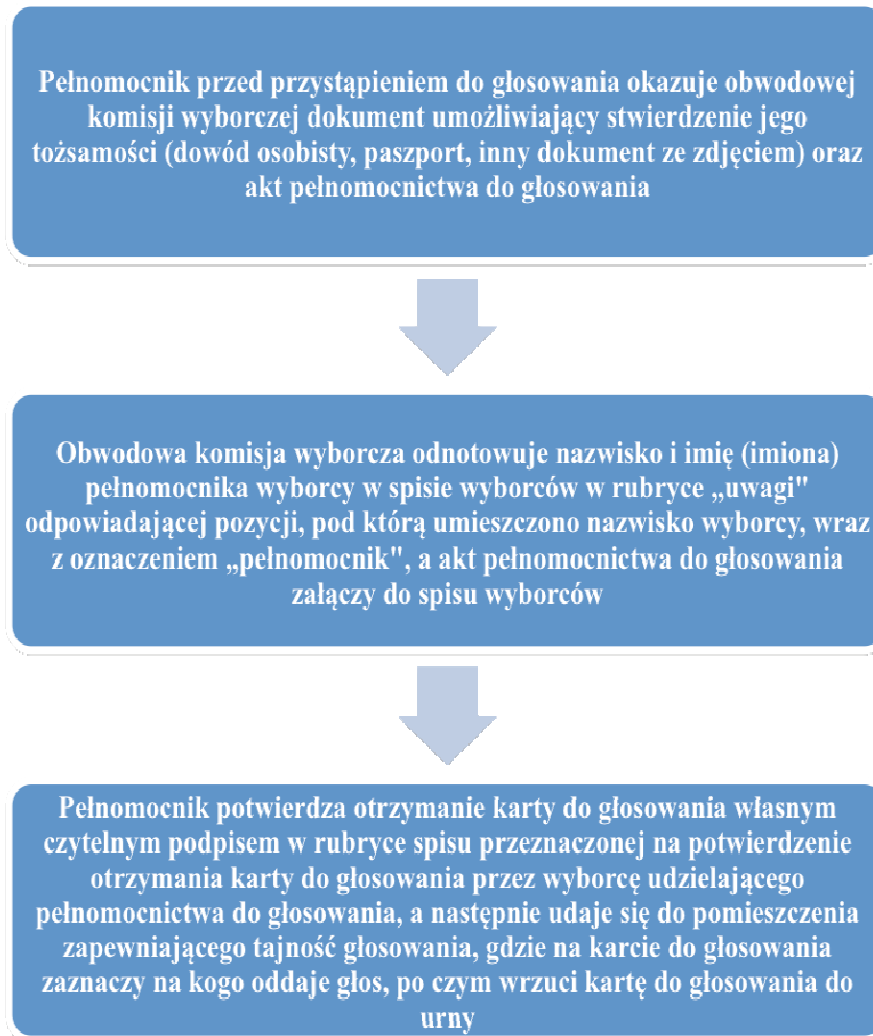 Pełnomocnik przed przystąpieniem do głosowania okazuje obwodowej
komisji wyborczej dokument umożliwiający stwierdzenie jego
tożsamości (dowód osobisty, paszport, inny dokument ze zdjęciem) oraz
akt pełnomocnictwa do głosowania
Obwodowa komisja wyborcza odnotowuje nazwisko i imię (imiona)
pełnomocnika wyborcy w spisie wyborców w rubryce „uwagi"
odpowiadającej pozycji, pod którą umieszczono nazwisko wyborcy, wraz
z oznaczeniem „pełnomocnik", a akt pełnomocnictwa do głosowania
załączy do spisu wyborców
Pełnomocnik potwierdza otrzymanie karty do głosowania własnym
czytelnym podpisem w rubryce spisu przeznaczonej na potwierdzenie
otrzymania karty do głosowania przez wyborcę udzielającego
pełnomocnictwa do głosowania, a następnie udaje się do pomieszczenia
zapewniającego tajność głosowania, gdzie na karcie do głosowania
zaznaczy na kogo oddaje głos, po czym wrzuci kartę do głosowania do
urny